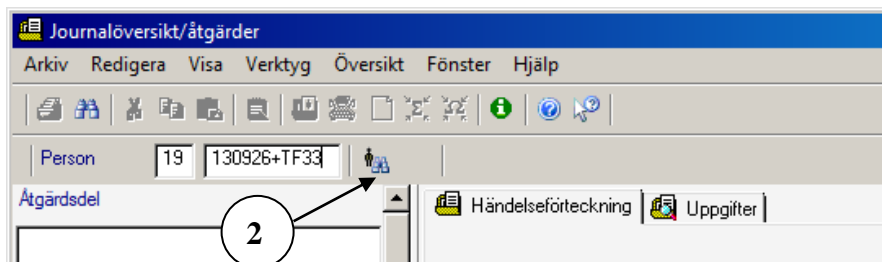 Journalöversikt/åtgärder
Arkiv Redigera Visa Verktyg Översikt Fönster Hjälp
Person 19 130926+TF33
Åtgärdsdel
Händelseförteckning Uppgifter
2